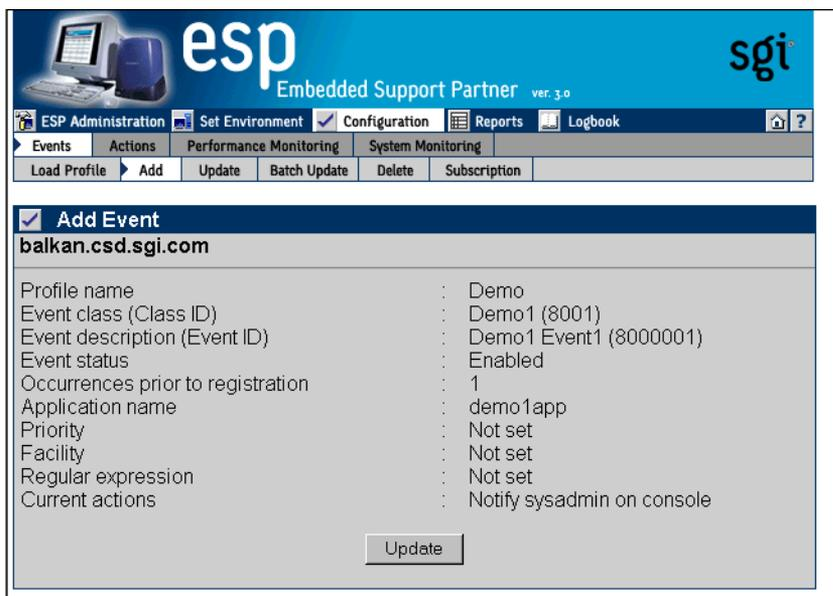 esp
Embedded Support Partner ver. 3.0
sgi
ESP Administration Set Environment Configuration Reports Logbook ?
Events Actions Performance Monitoring System Monitoring
Load Profile Add Update Batch Update Delete Subscription
Add Event
balkan.csd.sgi.com
Profile name : Demo
Event class (Class ID) : Demo1 (8001)
Event description (Event ID) : Demo1 Event1 (8000001)
Event status : Enabled
Occurrences prior to registration : 1
Application name : demo1app
Priority : Not set
Facility : Not set
Regular expression : Not set
Current actions : Notify sysadmin on console
Update